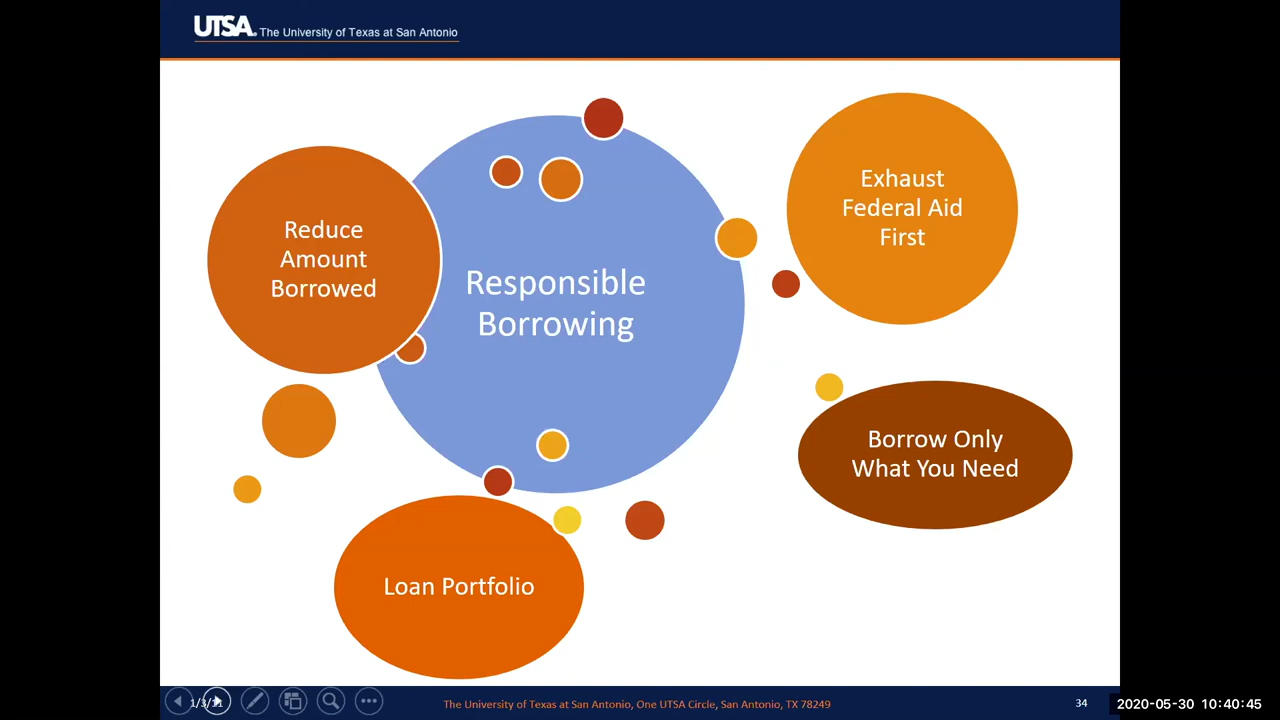 UTSA. The University of Texas at San Antonio
Reduce
Amount
Borrowed
Responsible
Borrowing
Exhaust
Federal Aid
First
Borrow Only
What You Need
Loan Portfolio
The University of Texas at San Antonio, One UTSA Circle, San Antonio, TX 78249
34
2020-05-30 10:40:45